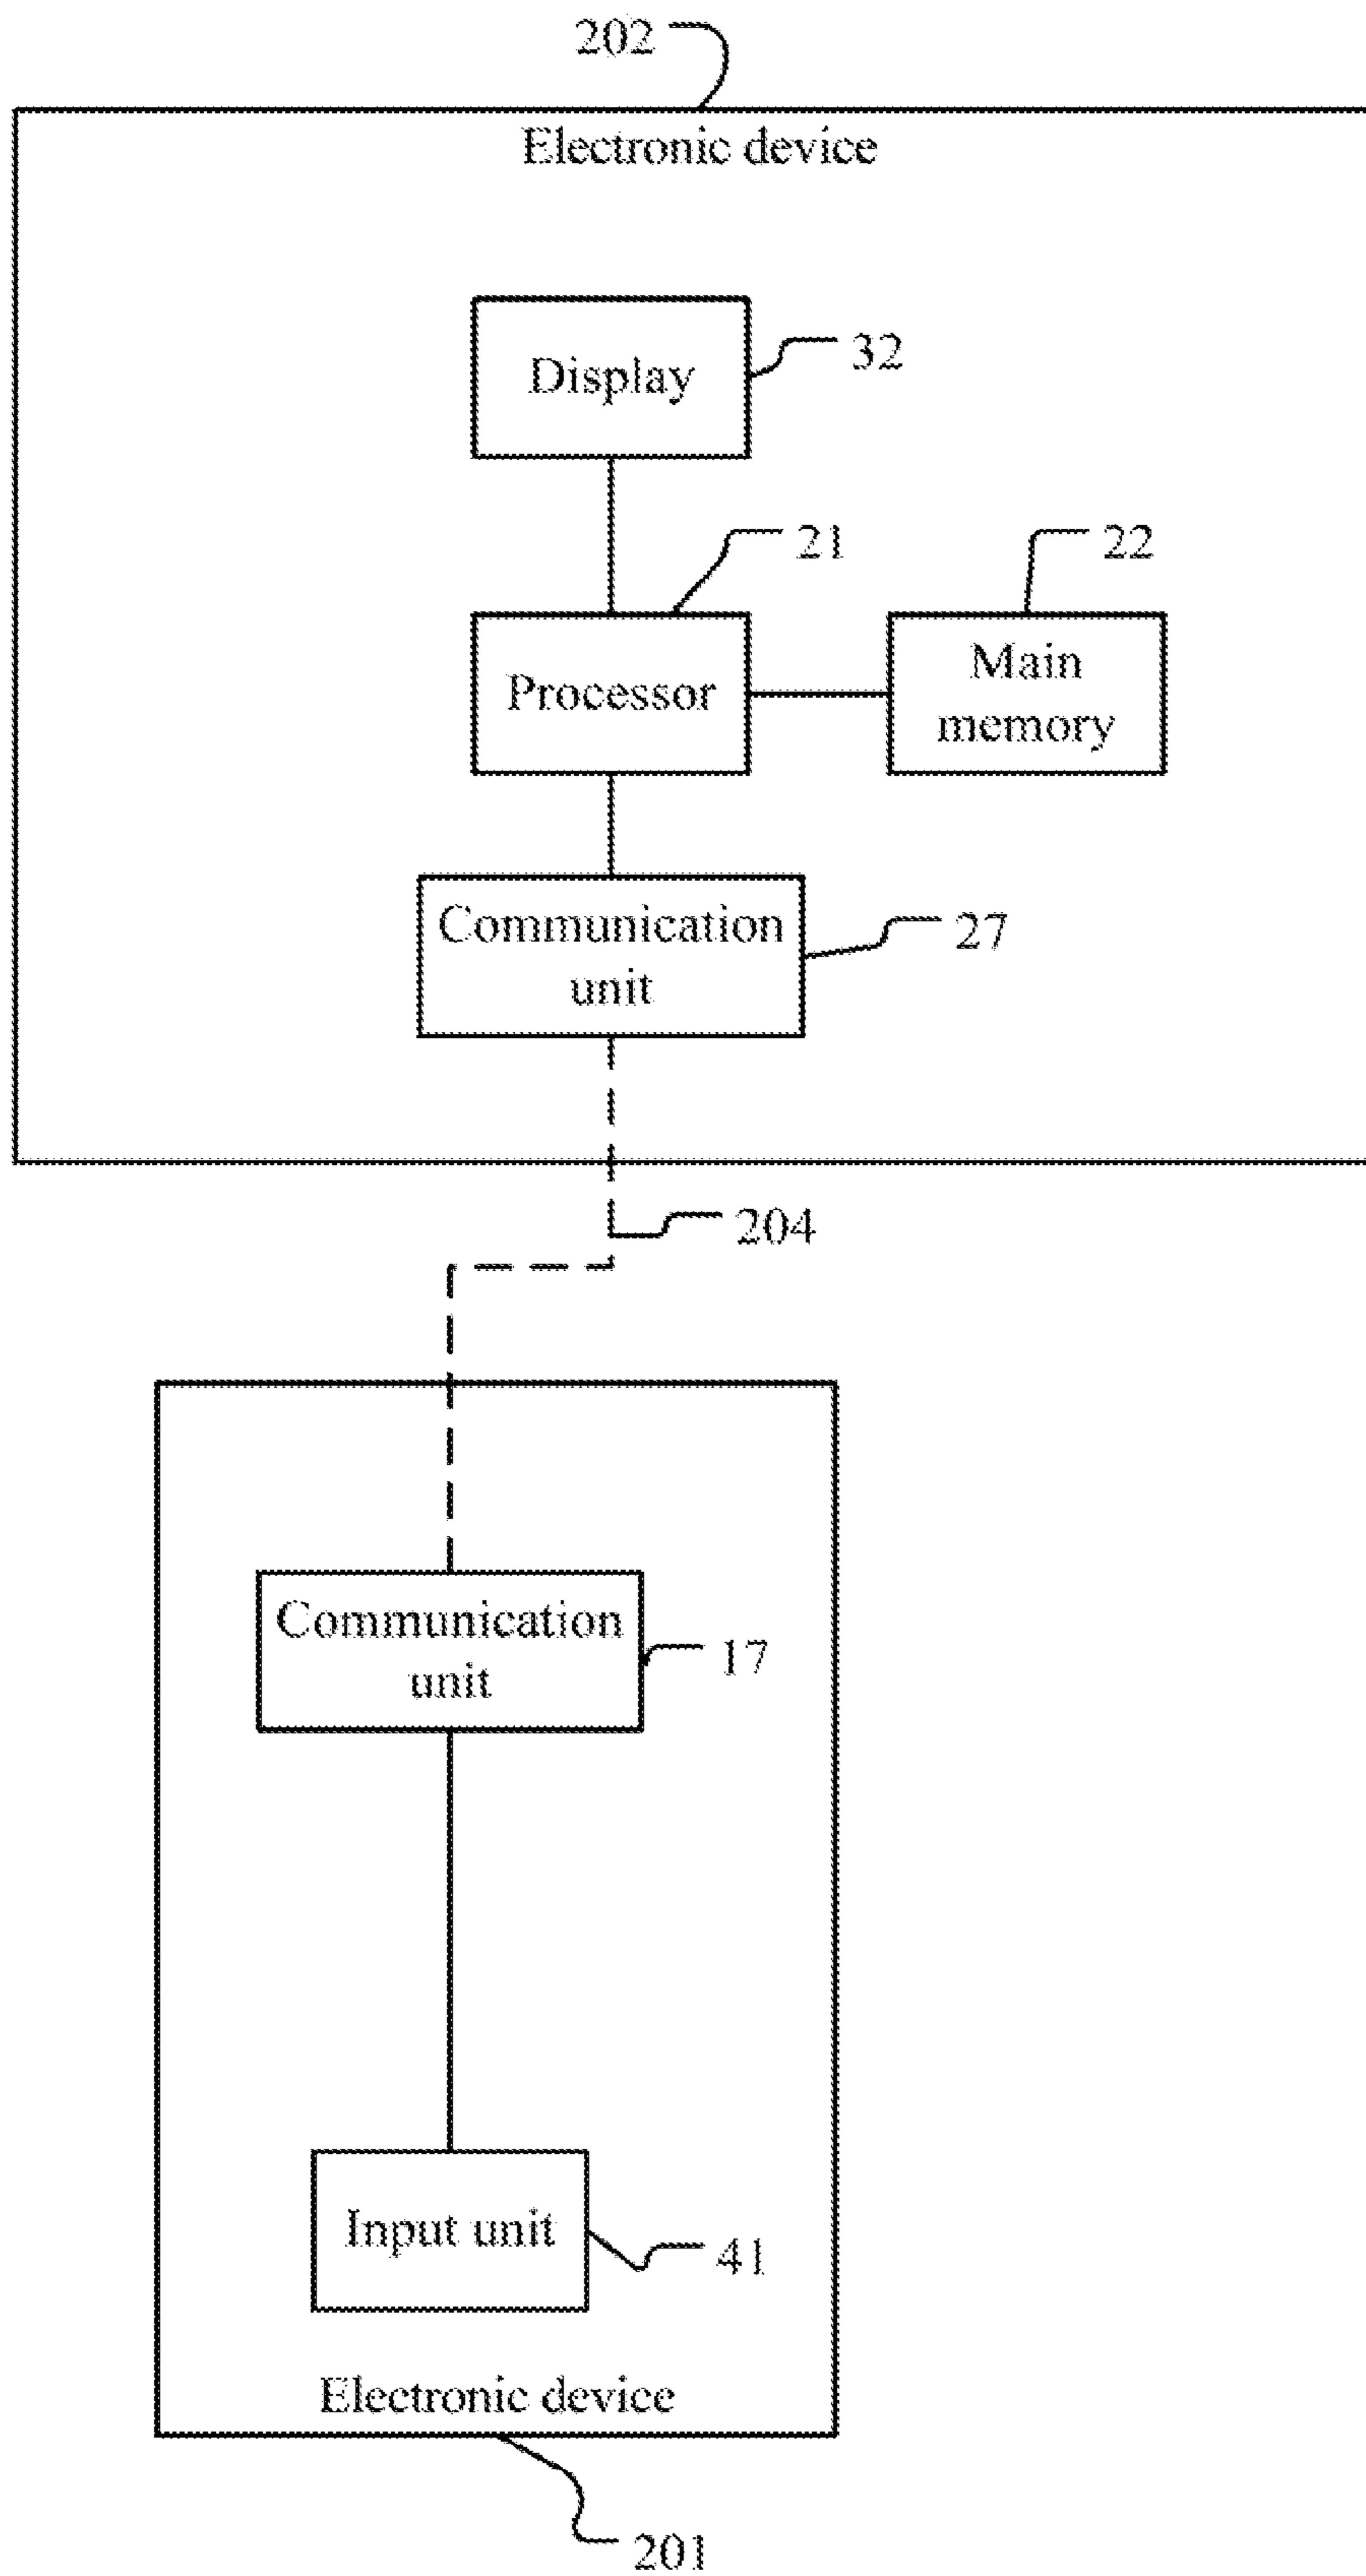 202
Electronic device
Display
32
21
22
Processor
Main
memory
Communication
unit
27
204
Communication
unit
17
Input unit
41
Electronic device
201